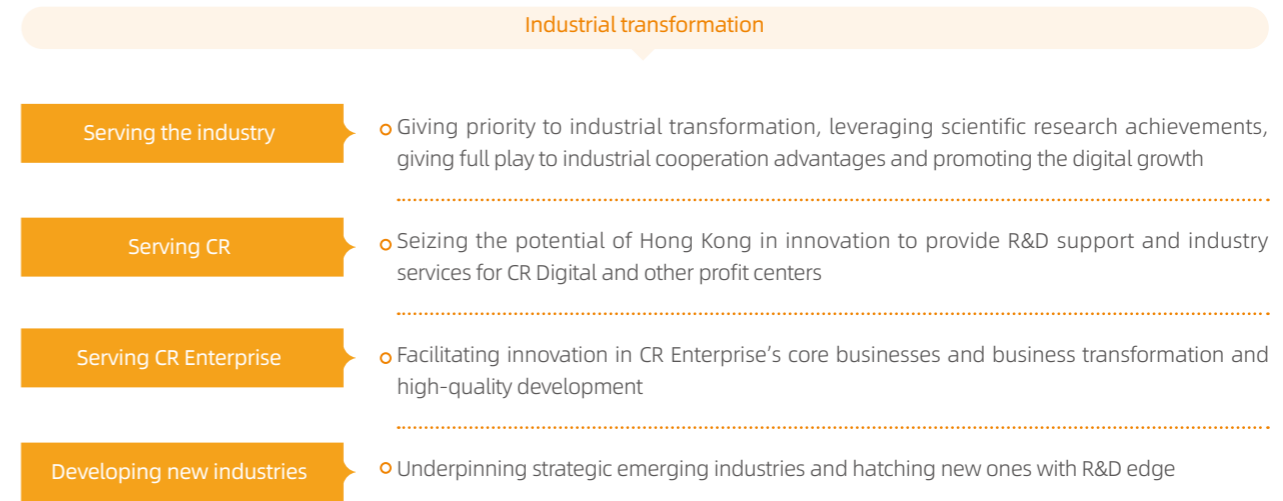 Industrial transformation
Serving the industry
Giving priority to industrial transformation, leveraging scientific research achievements,
giving full play to industrial cooperation advantages and promoting the digital growth
Serving CR
Seizing the potential of Hong Kong in innovation to provide R&D support and industry
services for CR Digital and other profit centers
Serving CR Enterprise
Facilitating innovation in CR Enterprise’s core businesses and business transformation and
high-quality development
Developing new industries
Underpinning strategic emerging industries and hatching new ones with R&D edge